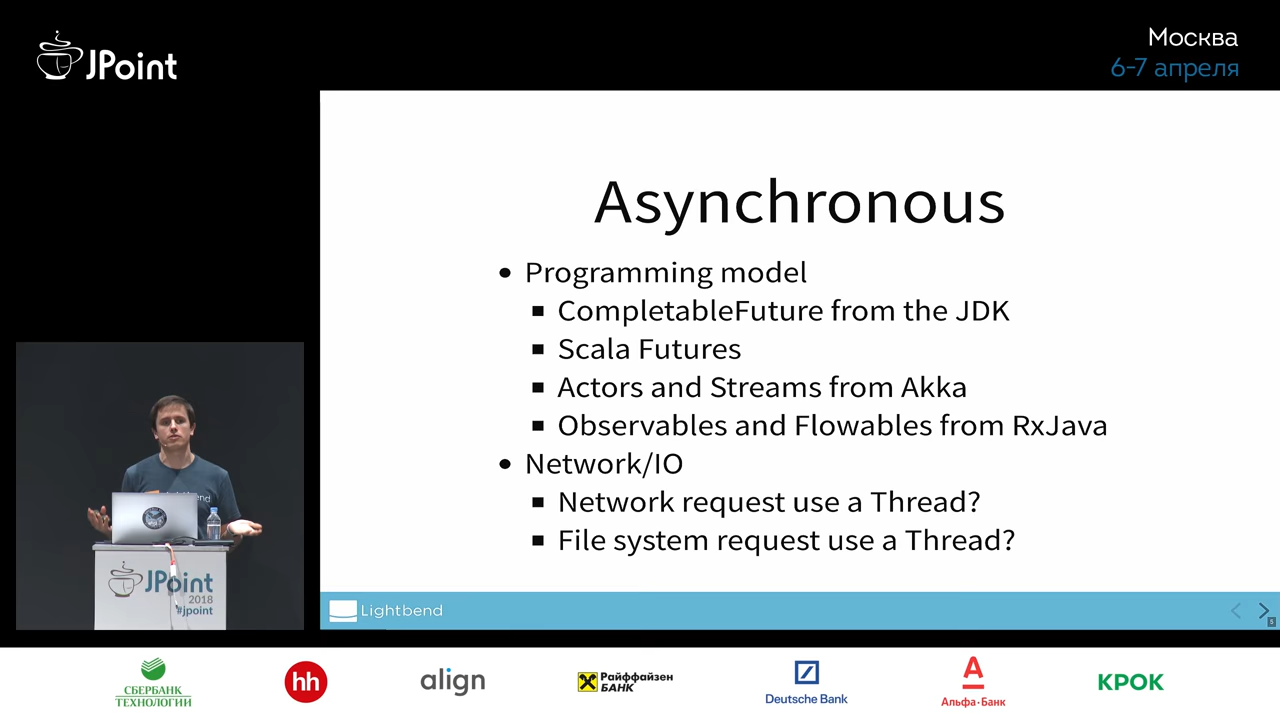 JPoint
Москва
6-7 апреля
Asynchronous
Programming model
CompletableFuture from the JDK
Scala Futures
Actors and Streams from Akka
Observables and Flowables from RxJava
Network/IO
Network request use a Thread?
File system request use a Thread?
Lightbend
5
JPoint
2018
#jpoint
СБЕРБАНК
ТЕХНОЛОГИИ
hh
align
Райффайзен
БАНК
Deutsche Bank
А
Альфа·Банк
КРОК